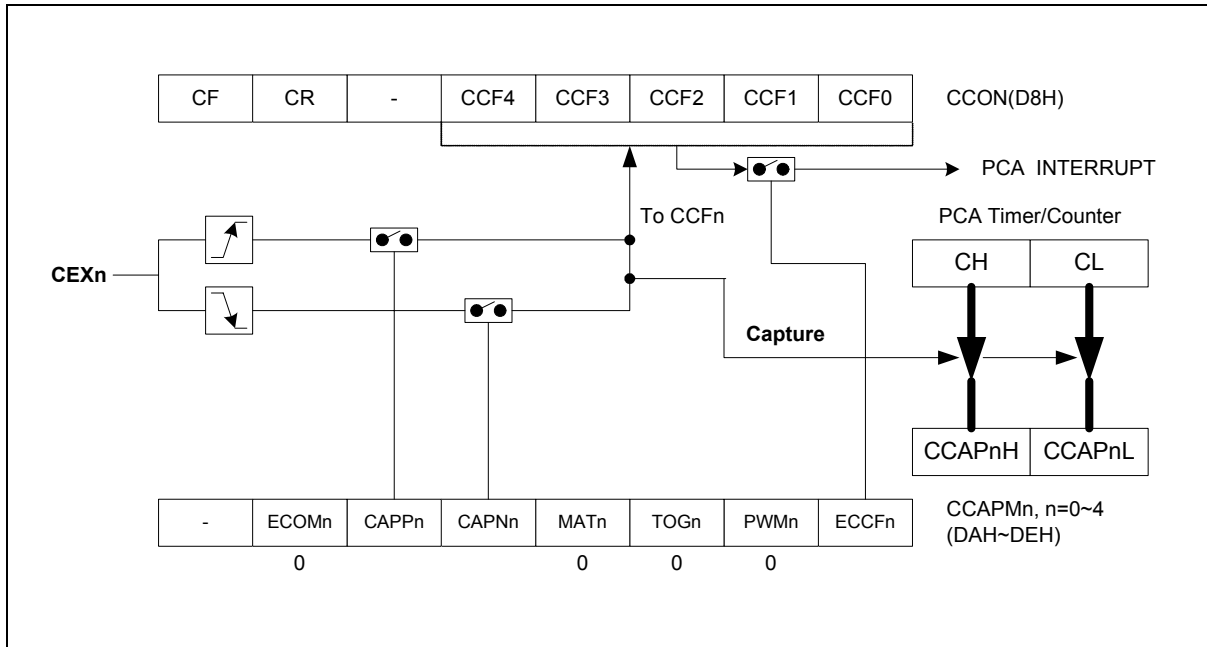 CF CR - CCF4 CCF3 CCF2 CCF1 CCF0 CCON(D8H)
PCA INTERRUPT
To CCFn
PCA Timer/Counter
CH CL
CEXn
Capture
CCAPnH CCAPnL
- ECOMn CAPPn CAPNn MATn TOGn PWMn ECCFn
CCAPMn, n=0~4
(DAH~DEH)
0 0 0 0